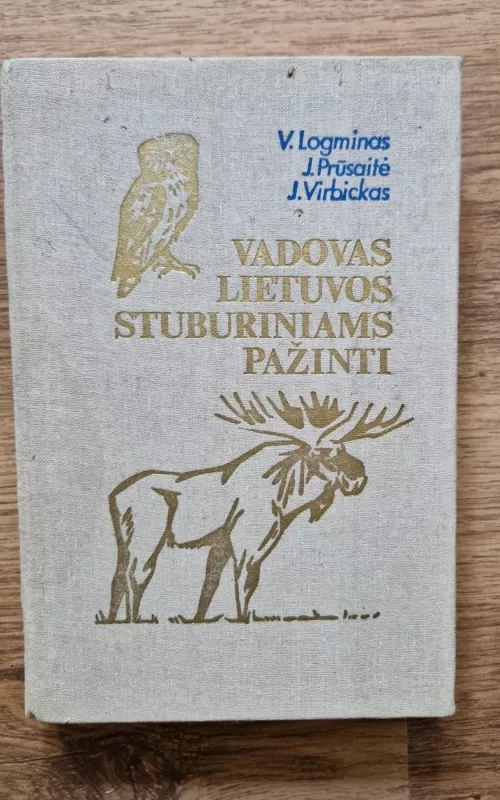 V. Logminas
J. Prūsaitė
J. Virbickas
VADOVAS
LIETUVOS
STUBURINIAMS
PAŽINTI